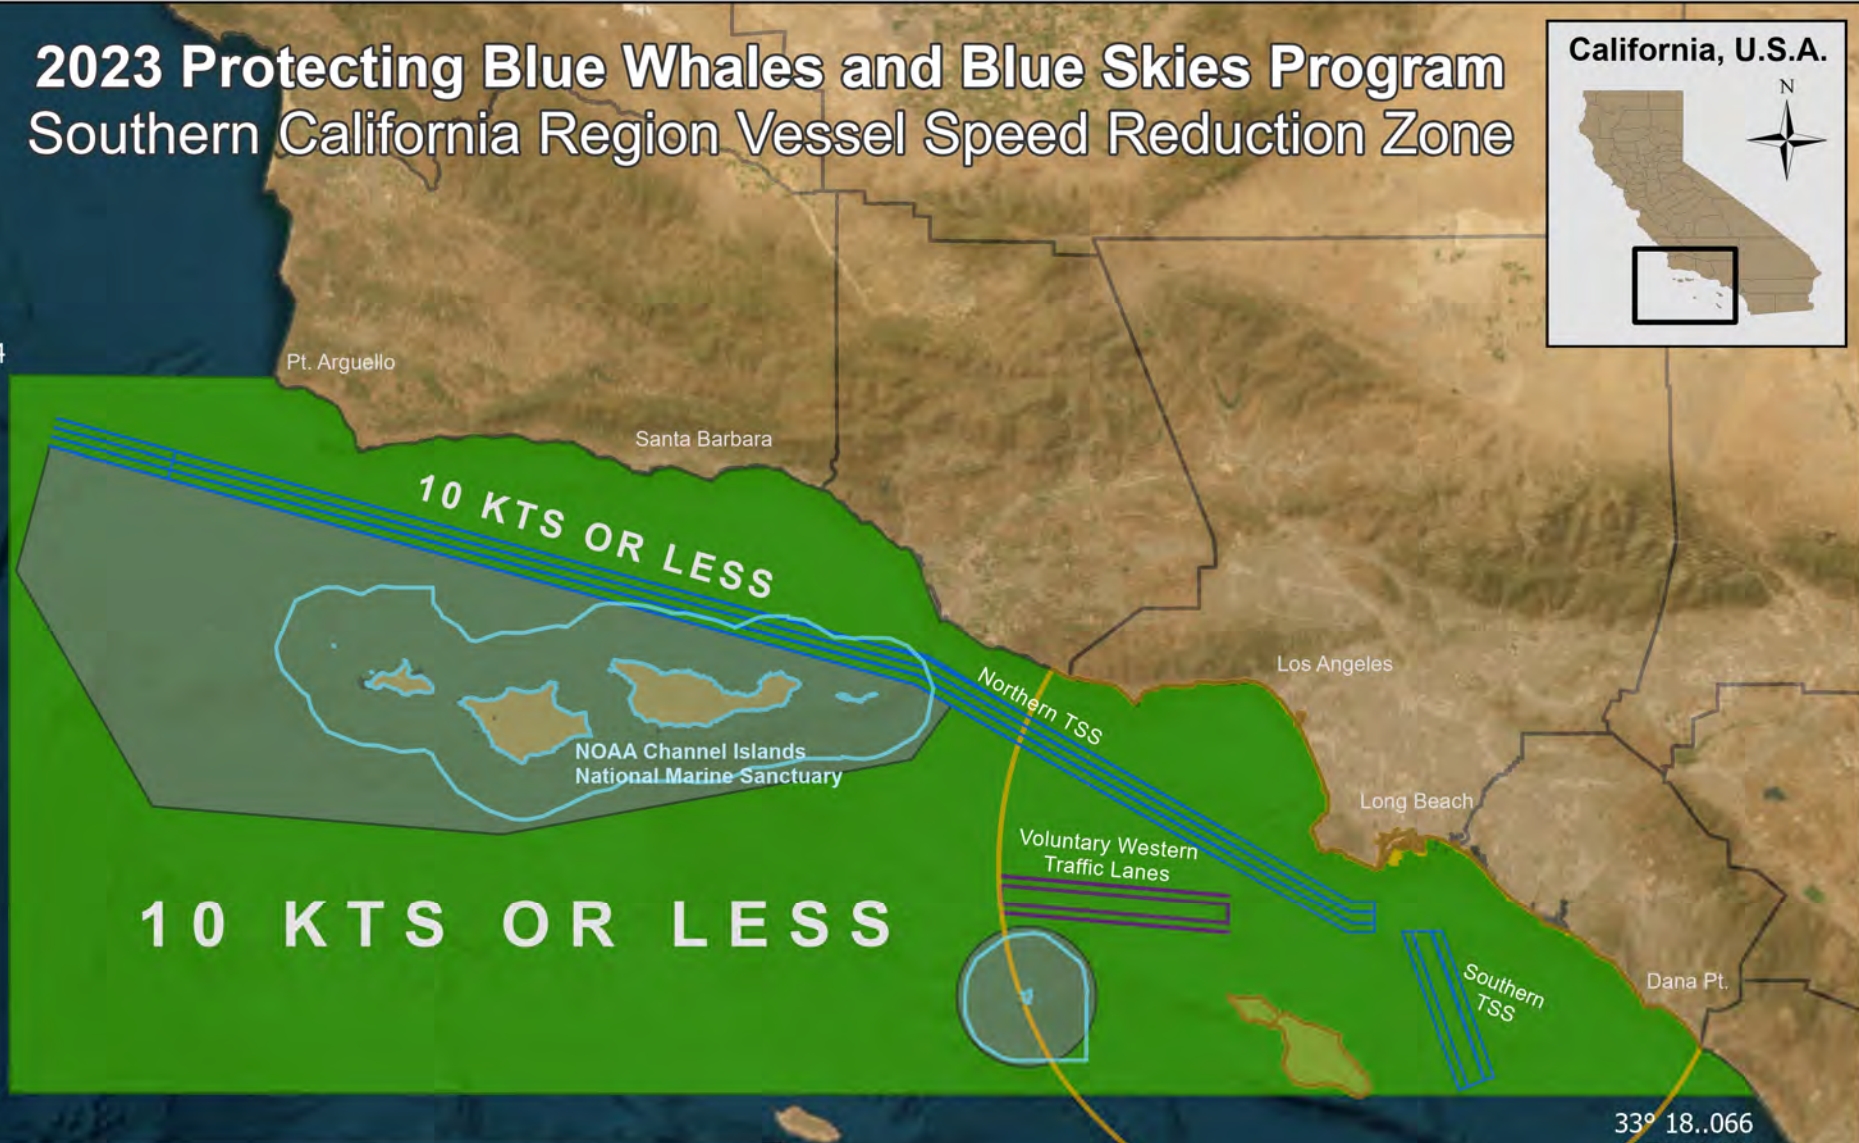 2023 Protecting Blue Whales and Blue Skies Program
Southern California Region Vessel Speed Reduction Zone
California, U.S.A.
N
4
Pt. Arguello
Santa Barbara
10 KTS OR LESS
Los Angeles
Northern TSS
NOAA Channel Islands
National Marine Sanctuary
Long Beach
Voluntary Western
Traffic Lanes
10 KTS OR LESS
Dana Pt.
Southern
TSS
33° 18..066